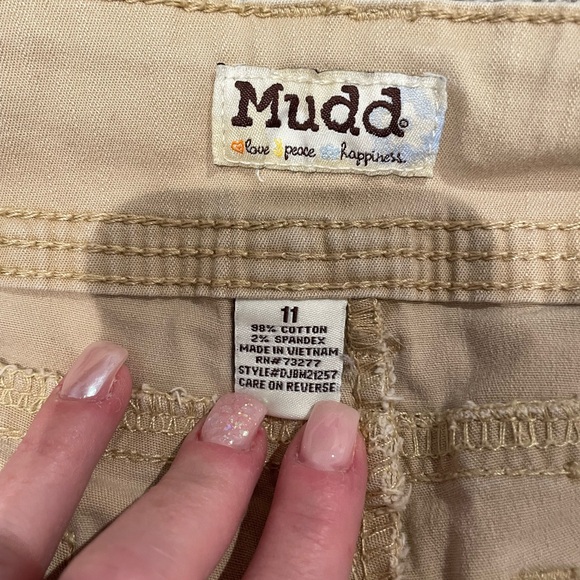 Mudd®
love peace happiness.
11
98% COTTON
2% SPANDEX
MADE IN VIETNAM
RN#73277
STYLE#DJBM21257
CARE ON REVERSE